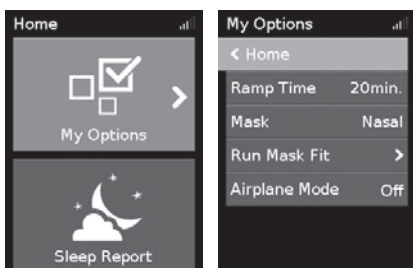 Home
My Options
Sleep Report
My Options
< Home
Ramp Time 20min.
Mask Nasal
Run Mask Fit >
Airplane Mode Off